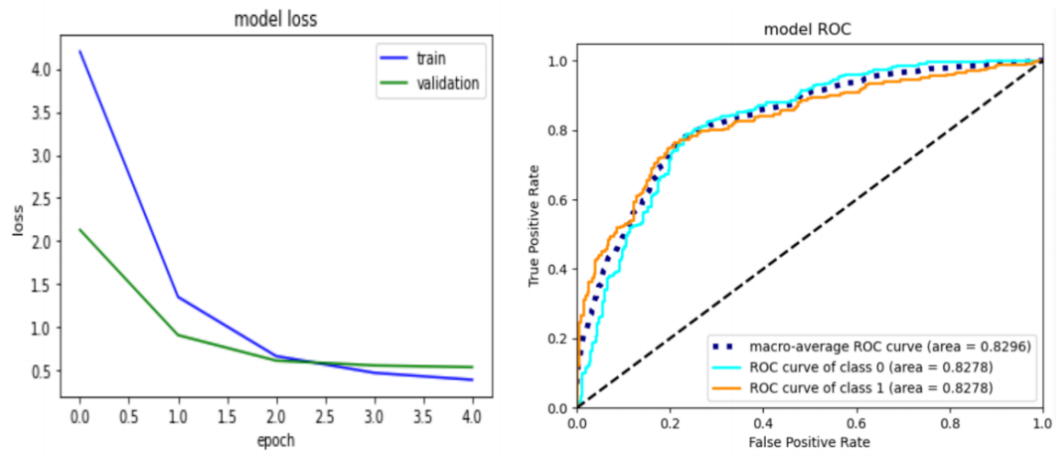 model loss
train
validation
4.0
3.5
3.0
2.5
2.0
1.5
1.0
0.5
loss
0.0 0.5 1.0 1.5 2.0 2.5 3.0 3.5 4.0
epoch
model ROC
1.0
0.8
0.6
0.4
0.2
0.0
True Positive Rate
macro-average ROC curve (area = 0.8296)
ROC curve of class 0 (area = 0.8278)
ROC curve of class 1 (area = 0.8278)
0.0 0.2 0.4 0.6 0.8 1.0
False Positive Rate